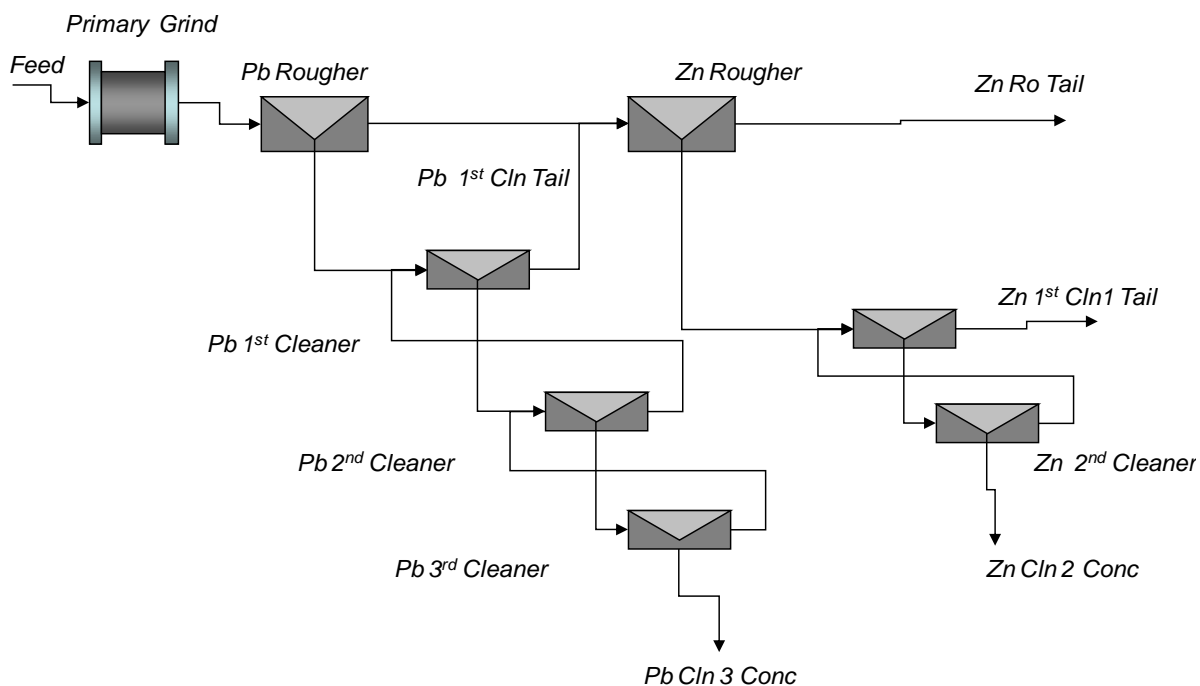 Primary Grind
Feed
Pb Rougher
Zn Rougher
Zn Ro Tail
Pb 1st Cln Tail
Zn 1st Cln1 Tail
Pb 1st Cleaner
Pb 2nd Cleaner
Zn 2nd Cleaner
Pb 3rd Cleaner
Zn Cln 2 Conc
Pb Cln 3 Conc